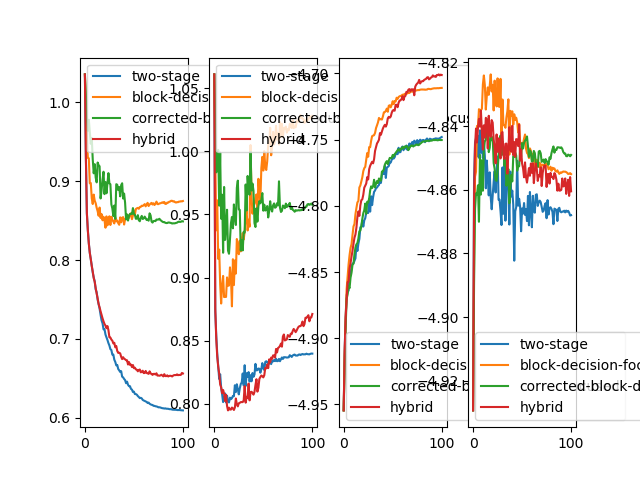 two-stage
block-decis
corrected-b
hybrid
1.0
0.9
0.8
0.7
0.6
0
100
two-stage
block-decis
corrected-b
hybrid
1.05
1.00
0.95
0.90
0.85
0.80
0
100
−4.70
−4.75
−4.80
−4.85
−4.90
−4.95
two-stage
block-decis
corrected-b
hybrid
0
100
−4.82
−4.84
−4.86
−4.88
−4.90
−4.92
two-stage
block-decision-foc
corrected-block-d
hybrid
0
100